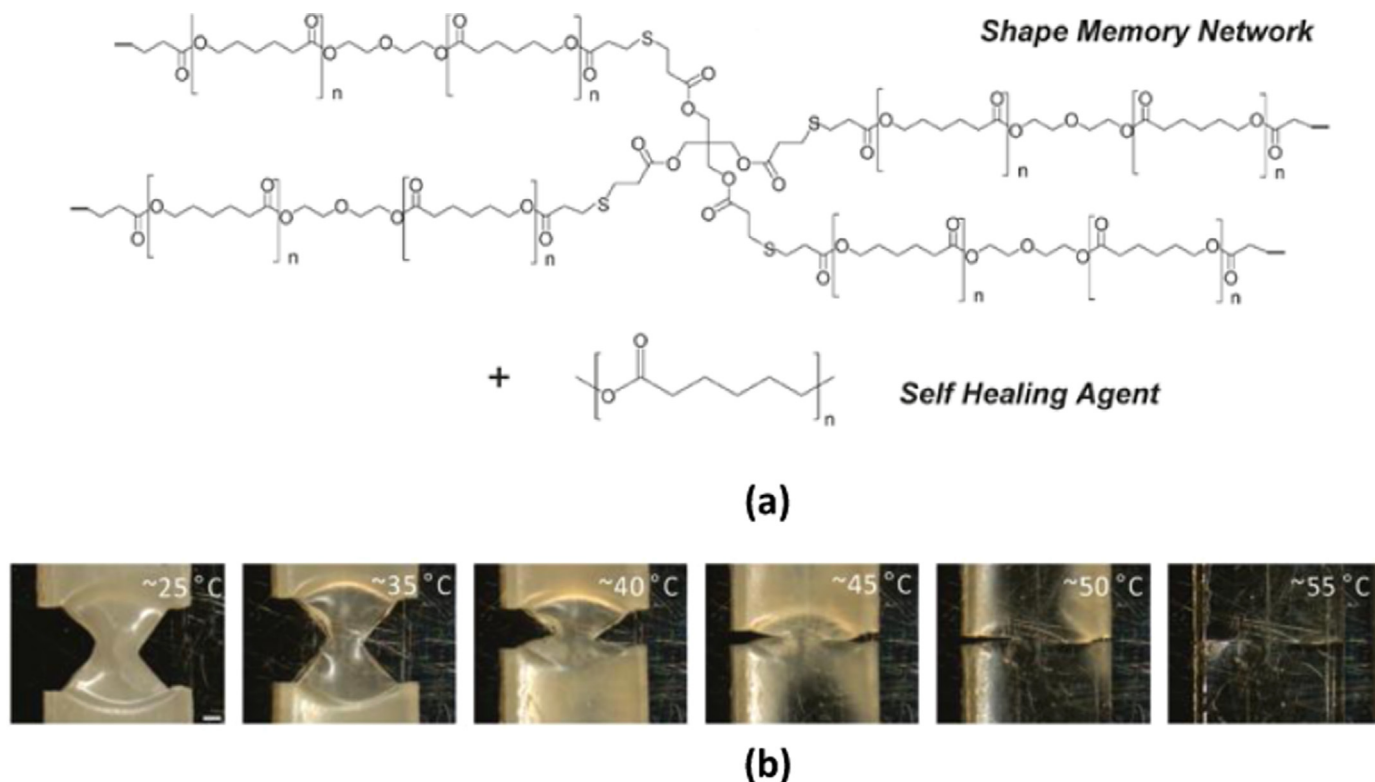 Shape Memory Network
+
Self Healing Agent
(a)
~25 °C ~35 °C ~40 °C ~45 °C ~50 °C ~55 °C
(b)